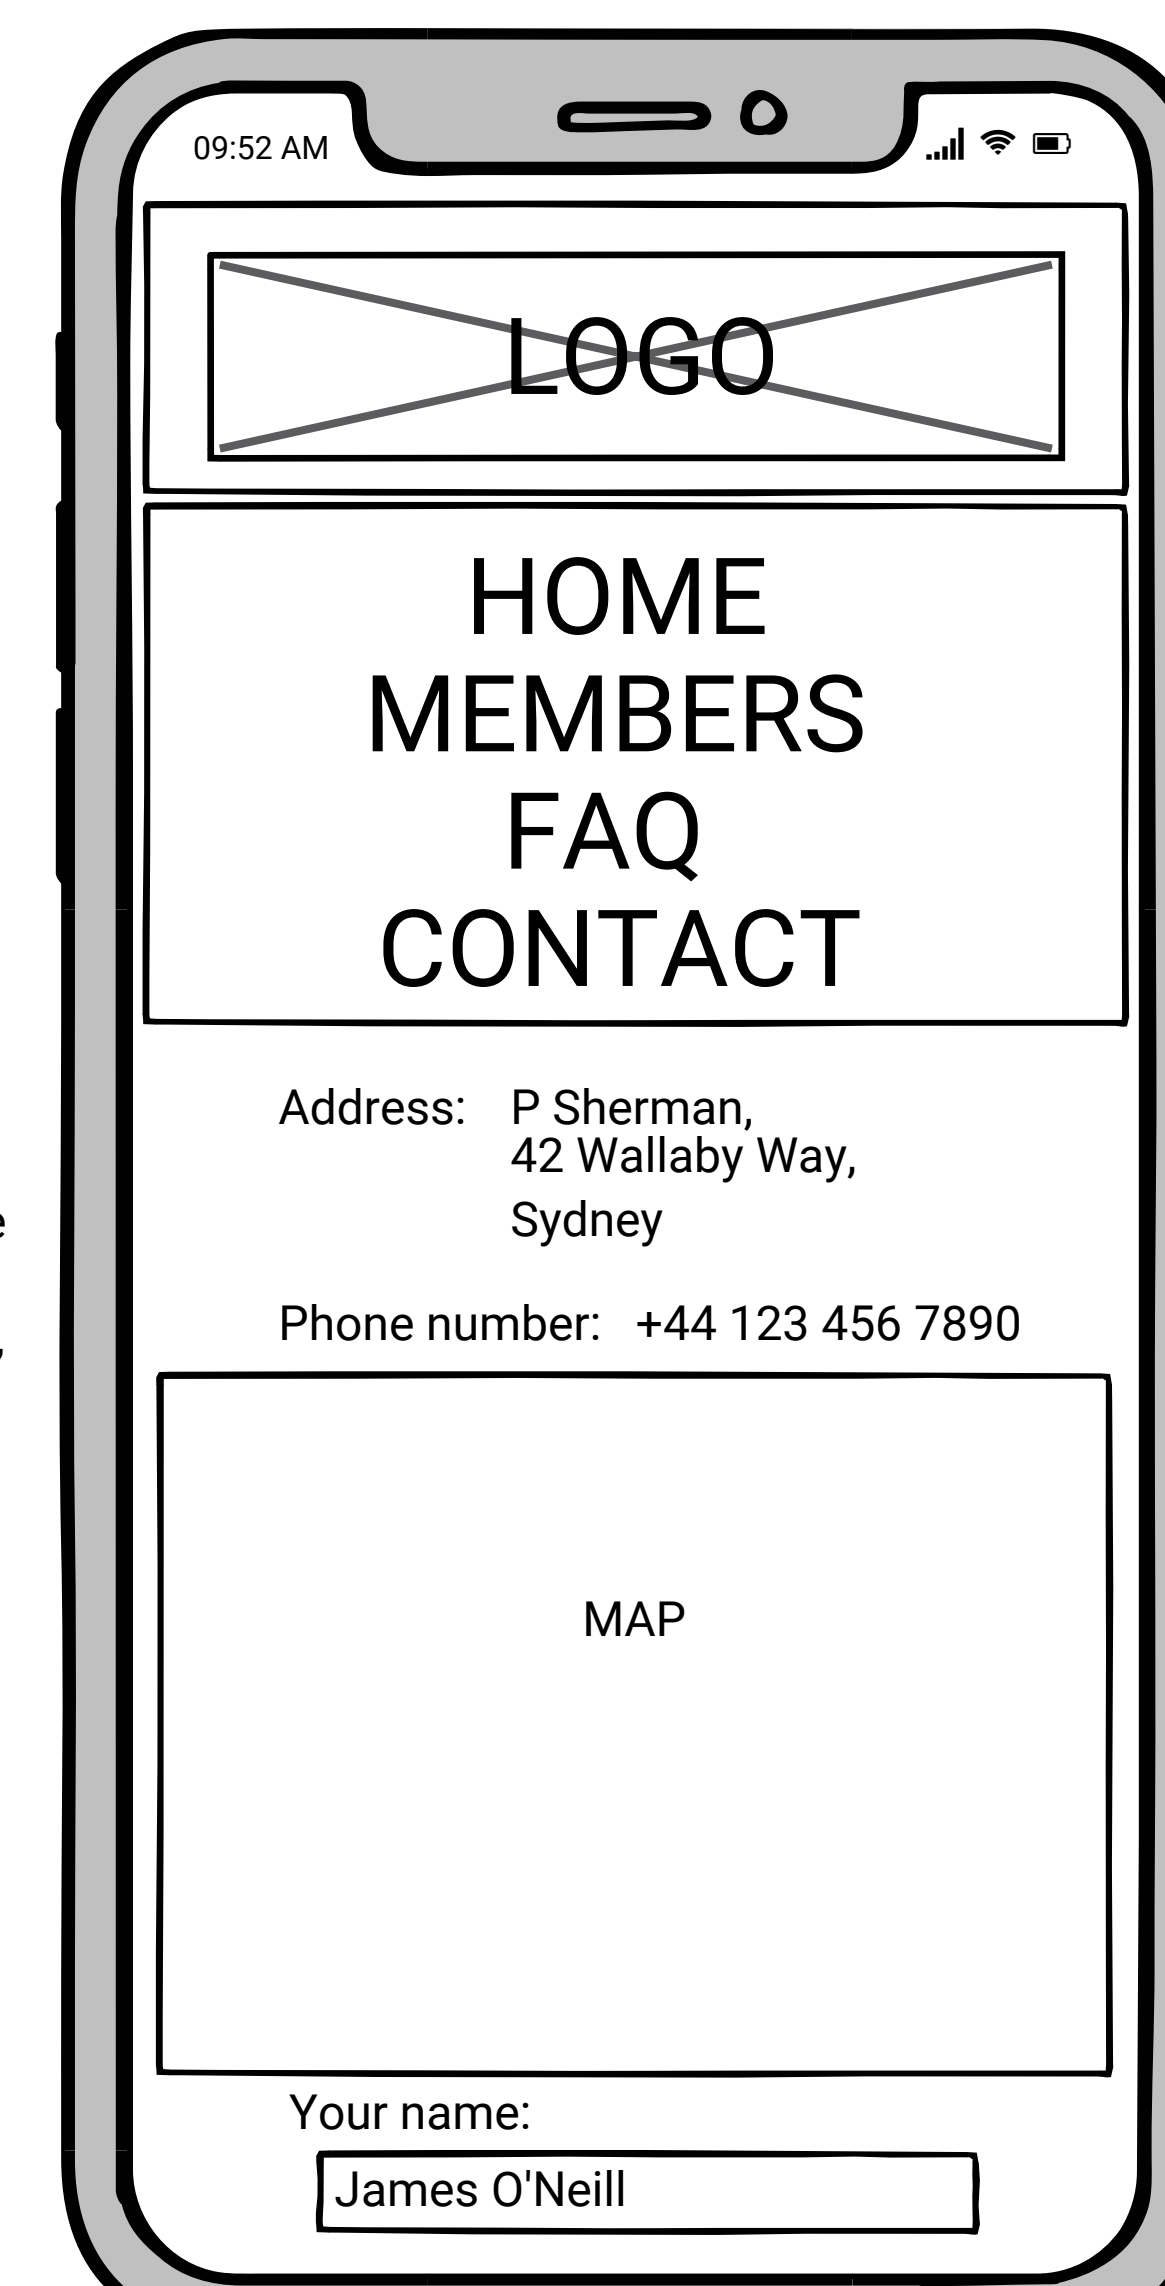 09:52 AM
LOGO
HOME
MEMBERS
FAQ
CONTACT
Address: P Sherman,
42 Wallaby Way,
Sydney
Phone number: +44 123 456 7890
MAP
Your name:
James O'Neill